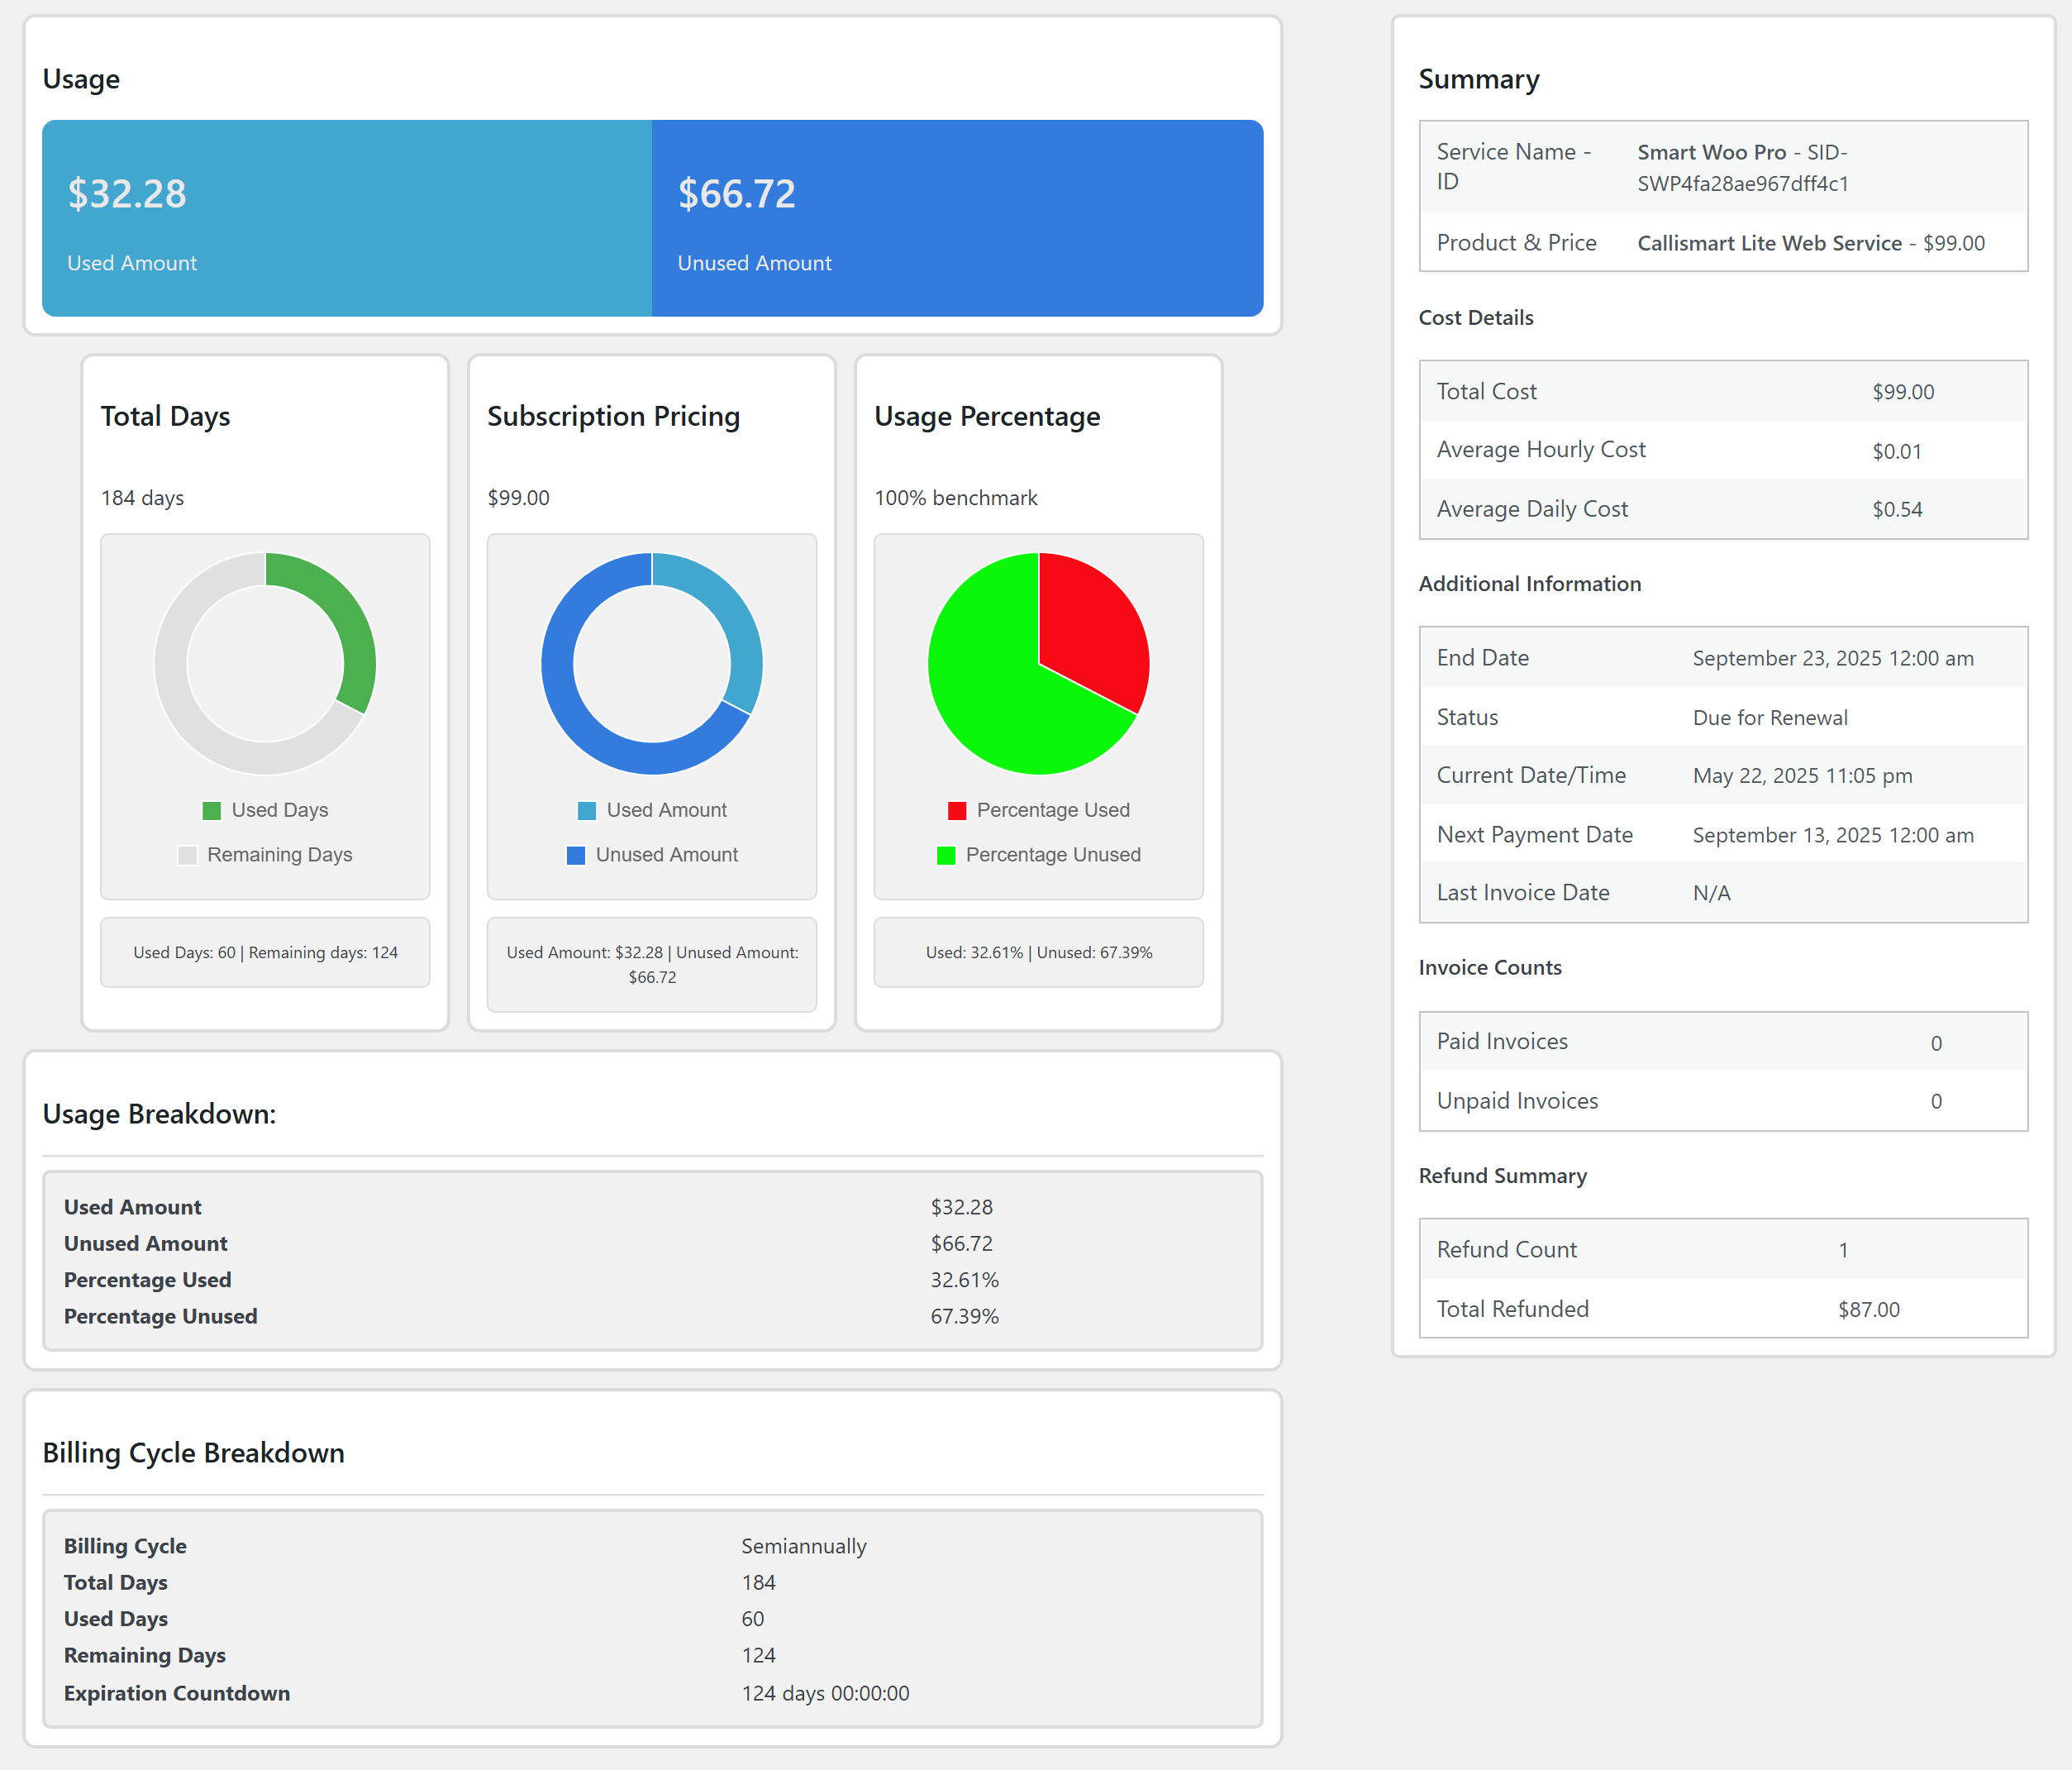 Usage
$32.28
Used Amount
$66.72
Unused Amount
Total Days
184 days
Used Days
Remaining Days
Used Days: 60 | Remaining days: 124
Subscription Pricing
$99.00
Used Amount
Unused Amount
Used Amount: $32.28 | Unused Amount:
$66.72
Usage Percentage
100% benchmark
Percentage Used
Percentage Unused
Used: 32.61% | Unused: 67.39%
Usage Breakdown:
Used Amount $32.28
Unused Amount $66.72
Percentage Used 32.61%
Percentage Unused 67.39%
Billing Cycle Breakdown
Billing Cycle Semiannually
Total Days 184
Used Days 60
Remaining Days 124
Expiration Countdown 124 days 00:00:00
Summary
Service Name - Smart Woo Pro - SID-
ID SWP4fa28ae967dff4c1
Product & Price Callismart Lite Web Service - $99.00
Cost Details
Total Cost $99.00
Average Hourly Cost $0.01
Average Daily Cost $0.54
Additional Information
End Date September 23, 2025 12:00 am
Status Due for Renewal
Current Date/Time May 22, 2025 11:05 pm
Next Payment Date September 13, 2025 12:00 am
Last Invoice Date N/A
Invoice Counts
Paid Invoices 0
Unpaid Invoices 0
Refund Summary
Refund Count 1
Total Refunded $87.00